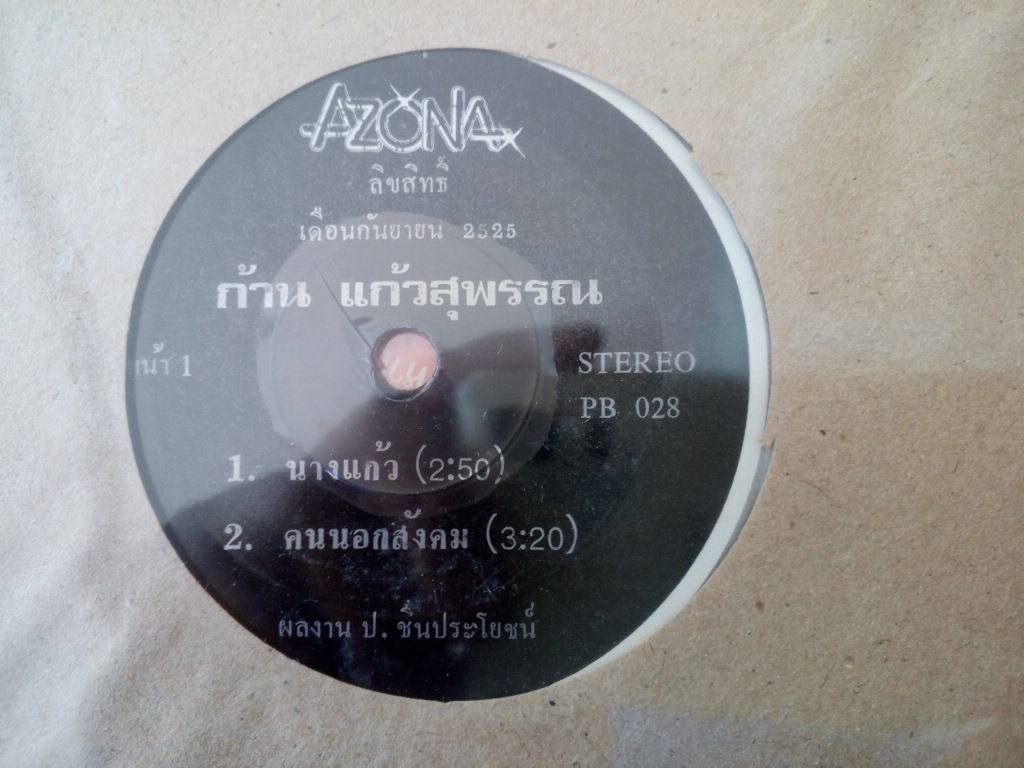 AZONA
ลิขสิทธิ์
เดือนกันยายน 2525
ก้าน แก้วสุพรรณ
หน้า 1
STEREO
PB 028
1. นางแก้ว (2:50)
2. คนนอกสังคม (3:20)
ผลงาน ป. ชื่นประโยชน์